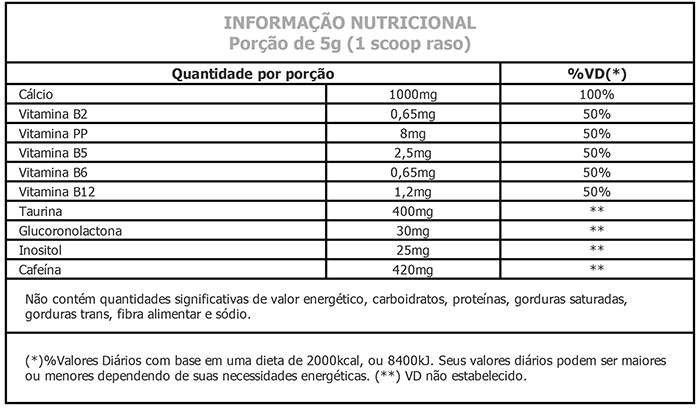 INFORMAÇÃO NUTRICIONAL
Porção de 5g (1 scoop raso)
Quantidade por porção %VD(*)
Cálcio 1000mg 100%
Vitamina B2 0,65mg 50%
Vitamina PP 8mg 50%
Vitamina B5 2,5mg 50%
Vitamina B6 0,65mg 50%
Vitamina B12 1,2mg 50%
Taurina 400mg **
Glucoronolactona 30mg **
Inositol 25mg **
Cafeína 420mg **
Não contém quantidades significativas de valor energético, carboidratos, proteínas, gorduras saturadas,
gorduras trans, fibra alimentar e sódio.
(*)%Valores Diários com base em uma dieta de 2000kcal, ou 8400kJ. Seus valores diários podem ser maiores
ou menores dependendo de suas necessidades energéticas. (**) VD não estabelecido.